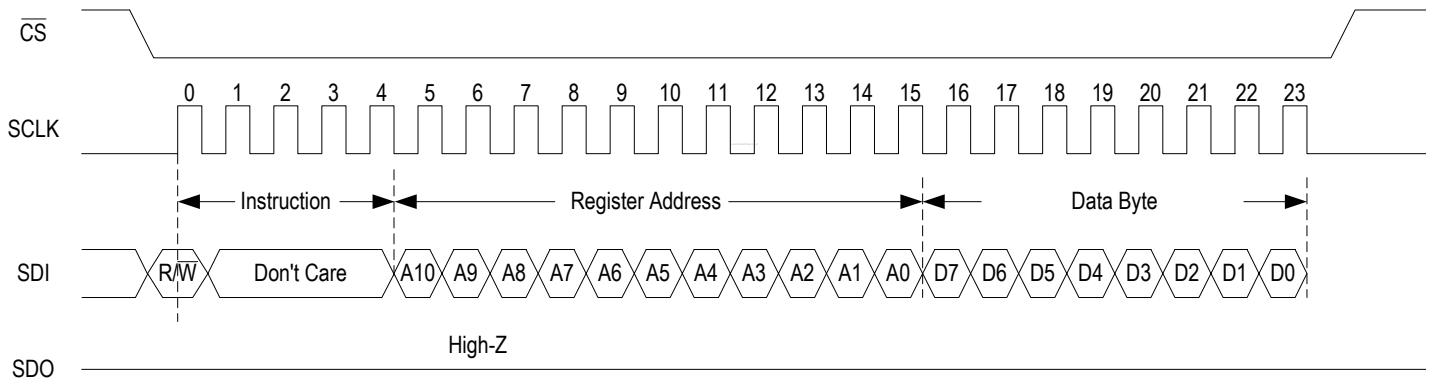 C̅S̅
0 1 2 3 4 5 6 7 8 9 10 11 12 13 14 15 16 17 18 19 20 21 22 23
SCLK
Instruction Register Address Data Byte
SDI R/W̅ Don't Care A10 A9 A8 A7 A6 A5 A4 A3 A2 A1 A0 D7 D6 D5 D4 D3 D2 D1 D0
High-Z
SDO